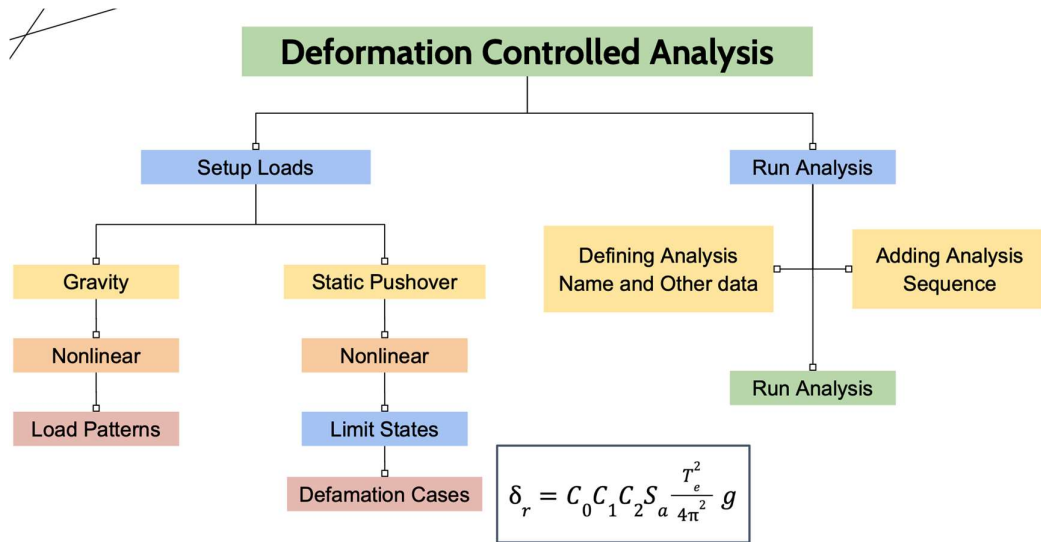 Deformation Controlled Analysis
Setup Loads
Run Analysis
Gravity
Static Pushover
Defining Analysis
Name and Other data
Adding Analysis
Sequence
Nonlinear
Nonlinear
Run Analysis
Load Patterns
Limit States
Defamation Cases
δ_r = C_0 C_1 C_2 S_a T_e^2/4π^2 g